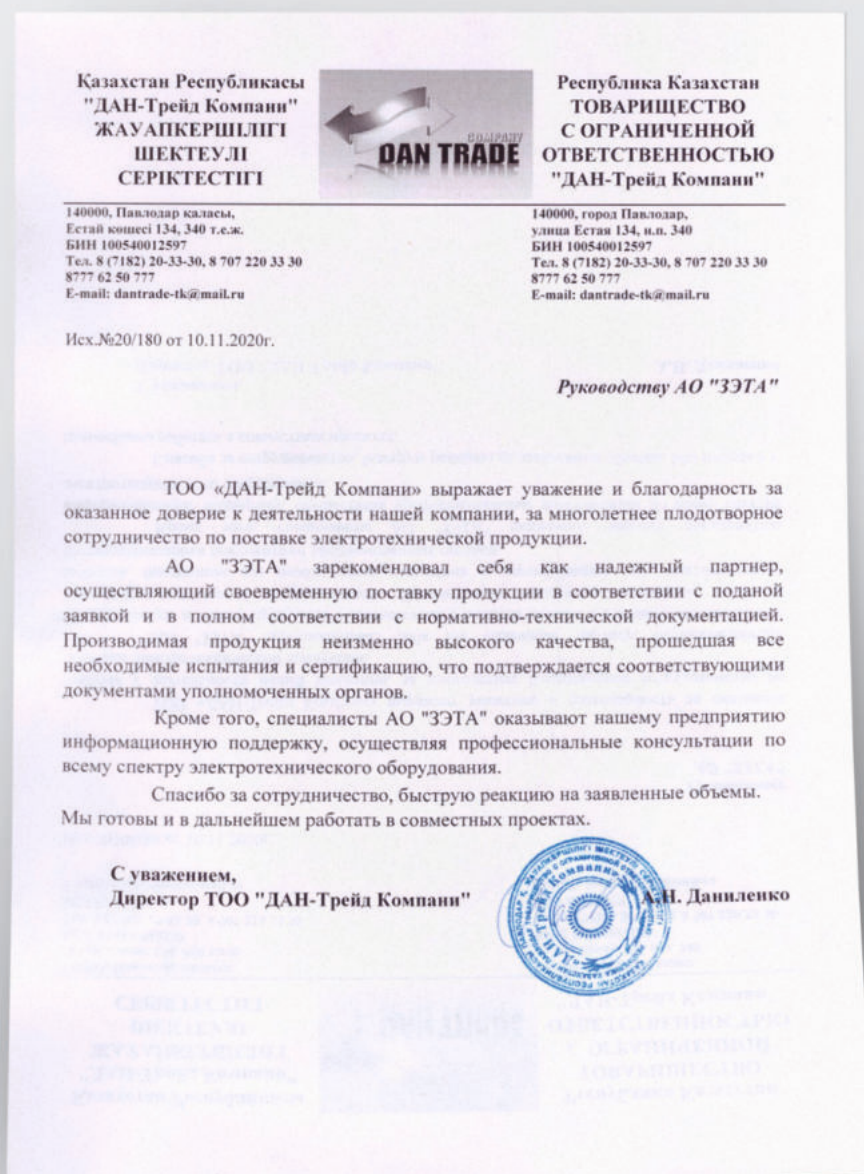 Қазахстан Республикасы
"ДАН-Трейд Компани"
ЖАУАПКЕРШІЛІГІ
ШЕКТЕУЛІ
СЕРІКТЕСТІГІ
COMPANY
DAN TRADE
Республика Казахстан
ТОВАРИЩЕСТВО
С ОГРАНИЧЕННОЙ
ОТВЕТСТВЕННОСТЬЮ
"ДАН-Трейд Компани"
140000, Павлодар қаласы,
Естай көшесі 134, 340 т.е.ж.
БИН 100540012597
Тел. 8 (7182) 20-33-30, 8 707 220 33 30
8777 62 50 777
E-mail: dantrade-tk@mail.ru
140000, город Павлодар,
улица Естая 134, н.п. 340
БИН 100540012597
Тел. 8 (7182) 20-33-30, 8 707 220 33 30
8777 62 50 777
E-mail: dantrade-tk@mail.ru
Исх.№20/180 от 10.11.2020г.
Руководству АО "ЗЭТА"
ТОО «ДАН-Трейд Компани» выражает уважение и благодарность за
оказанное доверие к деятельности нашей компании, за многолетнее плодотворное
сотрудничество по поставке электротехнической продукции.
АО "ЗЭТА" зарекомендовал себя как надежный партнер,
осуществляющий своевременную поставку продукции в соответствии с поданой
заявкой и в полном соответствии с нормативно-технической документацией.
Производимая продукция неизменно высокого качества, прошедшая все
необходимые испытания и сертификацию, что подтверждается соответствующими
документами уполномоченных органов.
Кроме того, специалисты АО "ЗЭТА" оказывают нашему предприятию
информационную поддержку, осуществляя профессиональные консультации по
всему спектру электротехнического оборудования.
Спасибо за сотрудничество, быструю реакцию на заявленные объемы.
Мы готовы и в дальнейшем работать в совместных проектах.
С уважением,
Директор ТОО "ДАН-Трейд Компани"
А.Н. Даниленко
«ДАН-Трейд Компани»